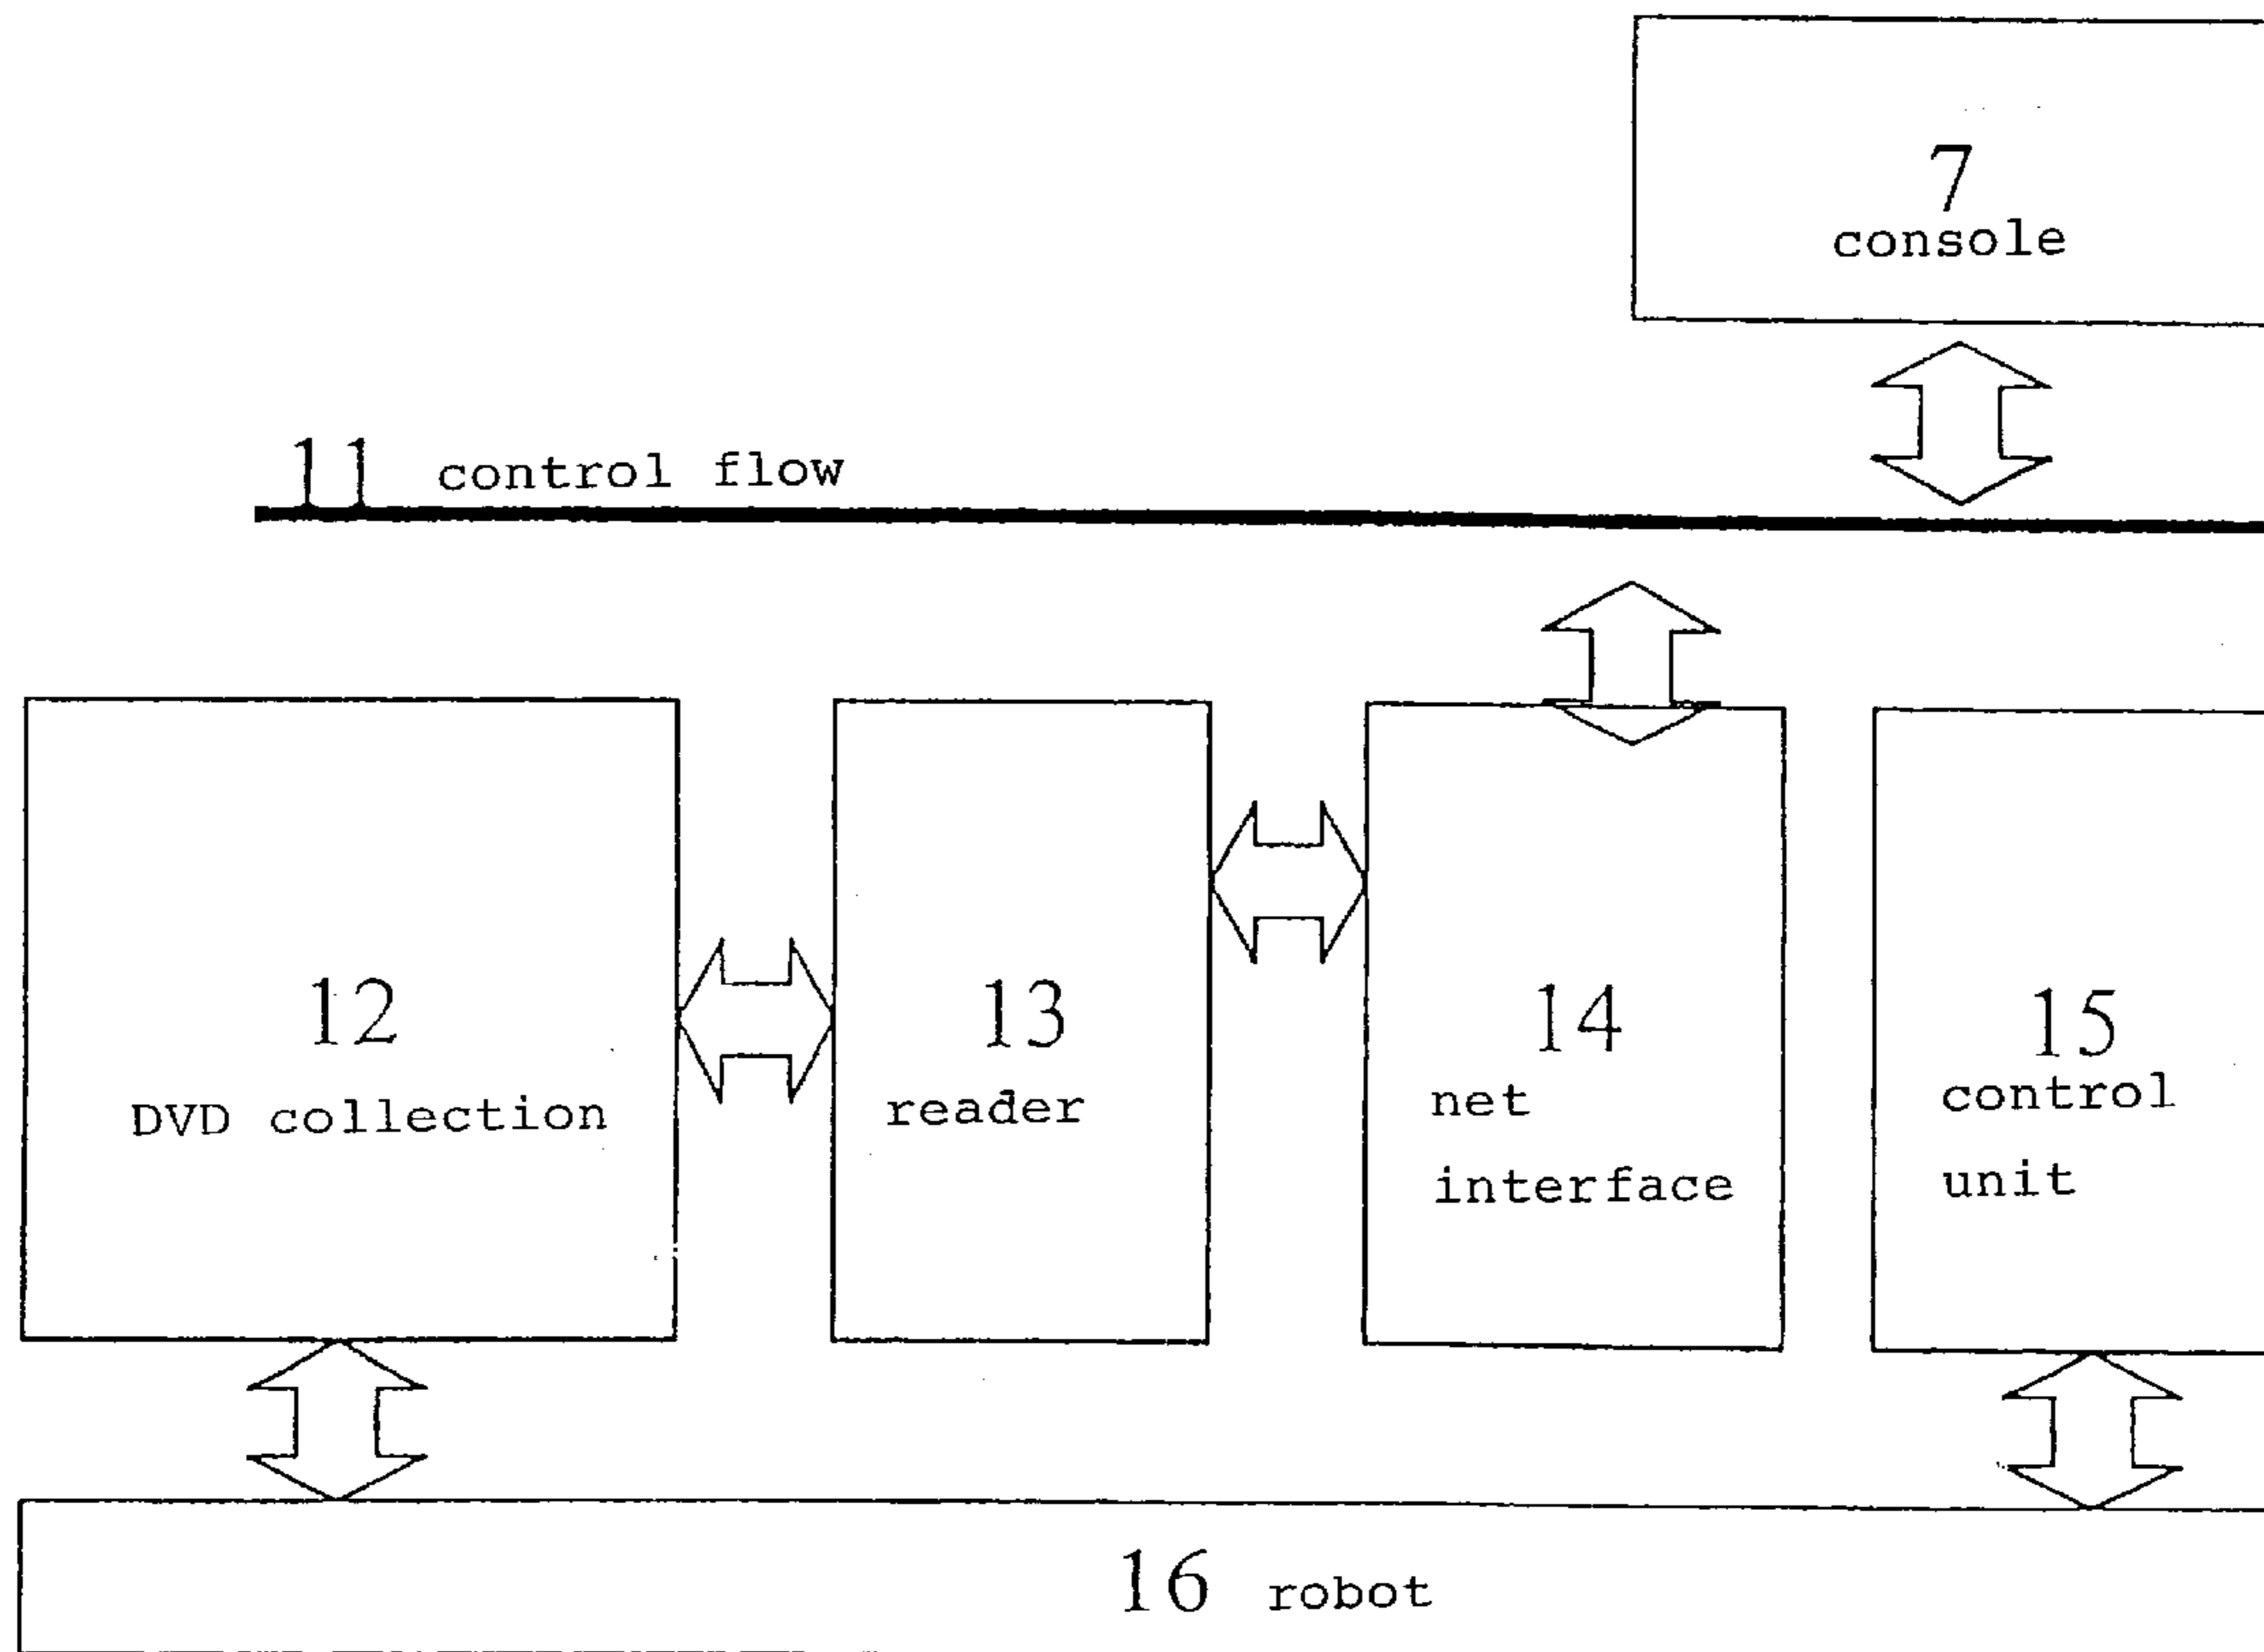 7
console
11 control flow
12
DVD collection
13
reader
14
net
interface
15
control
unit
16 robot